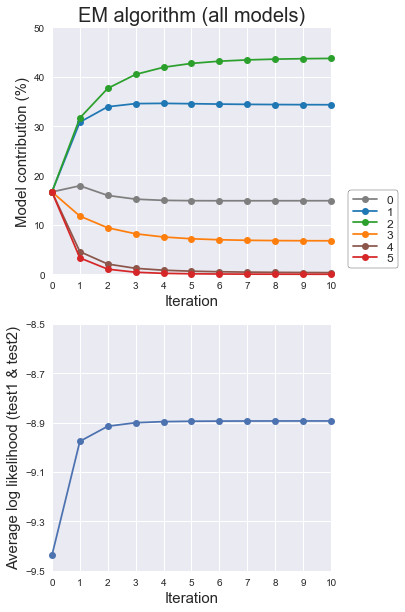 EM algorithm (all models)
50
40
30
20
10
0
Model contribution (%)
0 1 2 3 4 5 6 7 8 9 10
Iteration
0
1
2
3
4
5
-8.5
-8.7
-8.9
-9.1
-9.3
-9.5
Average log likelihood (test1 & test2)
0 1 2 3 4 5 6 7 8 9 10
Iteration